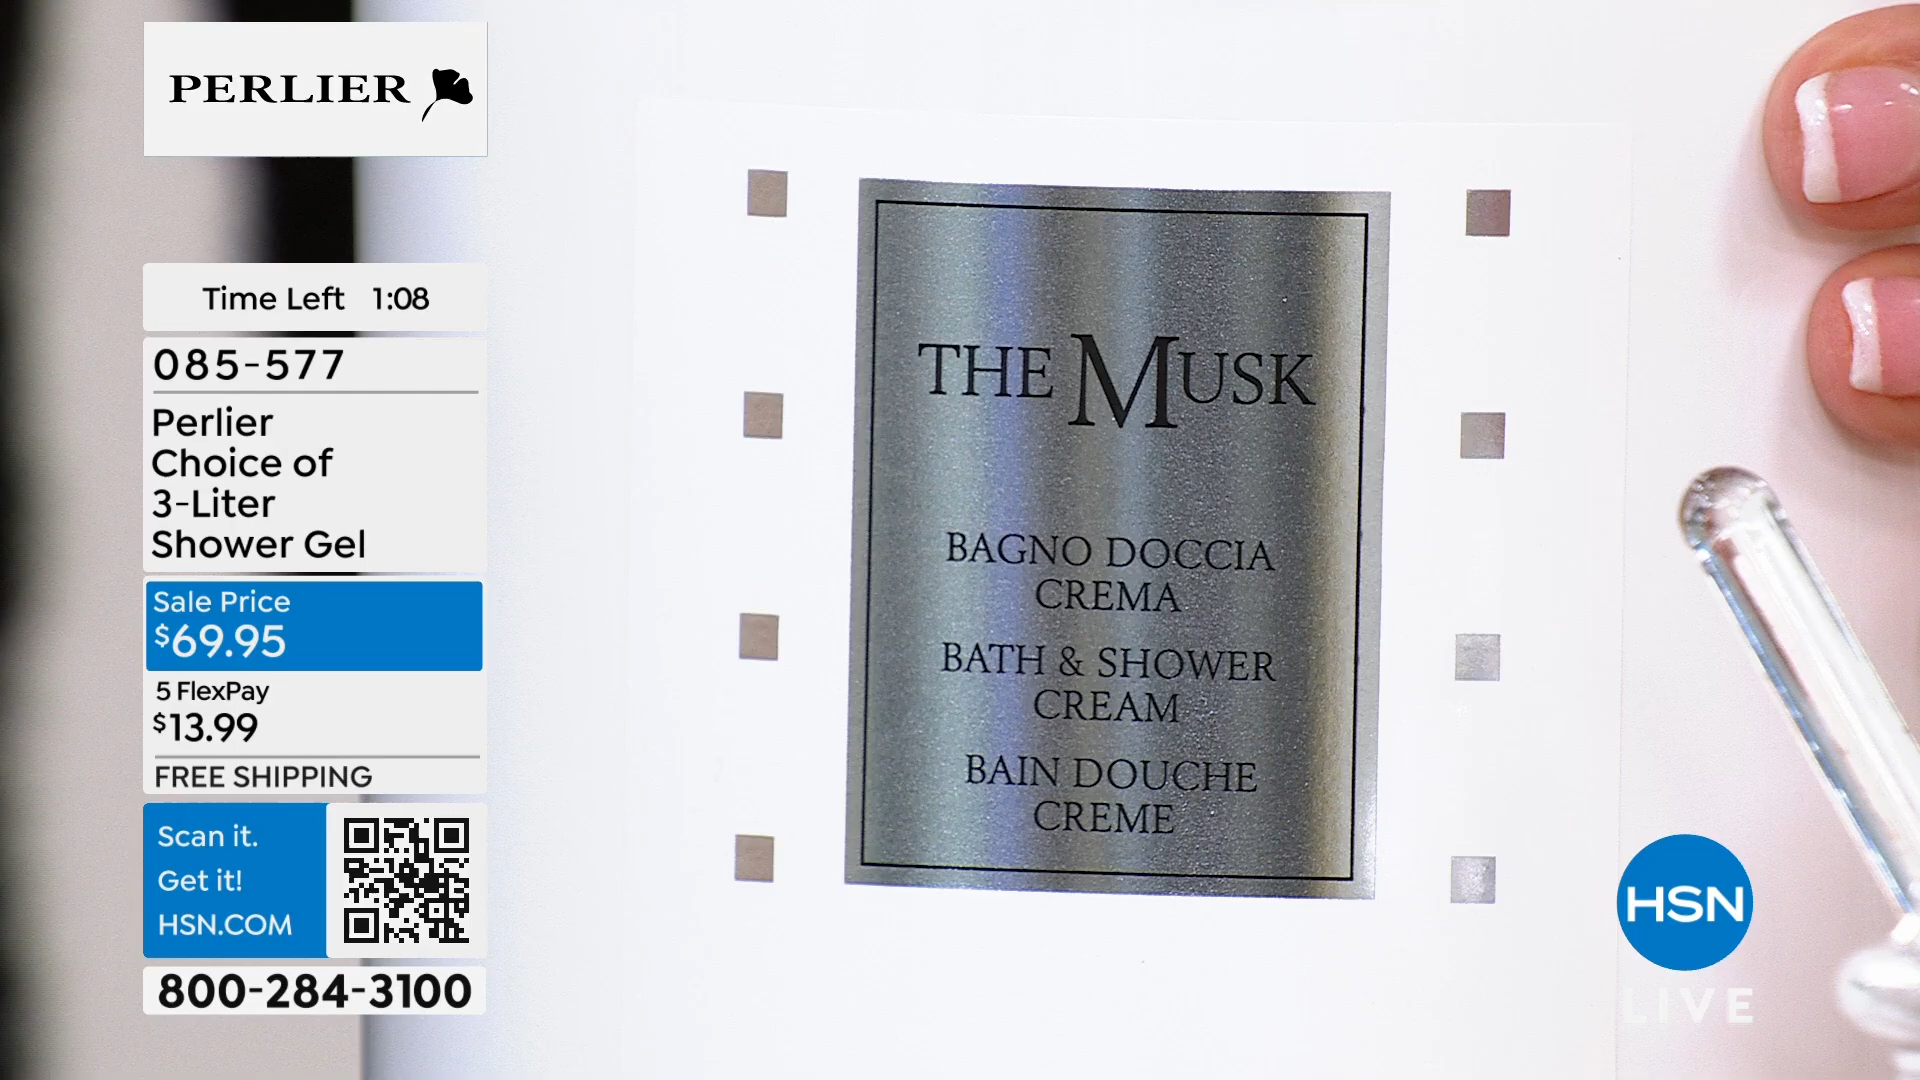 PERLIER
Time Left 1:08
085-577
Perlier
Choice of
3-Liter
Shower Gel
Sale Price
$69.95
5 FlexPay
$13.99
FREE SHIPPING
Scan it.
Get it!
HSN.COM
800-284-3100
THE MUSK
BAGNO DOCCIA
CREMA
BATH & SHOWER
CREAM
BAIN DOUCHE
CREME
HSN
LIVE